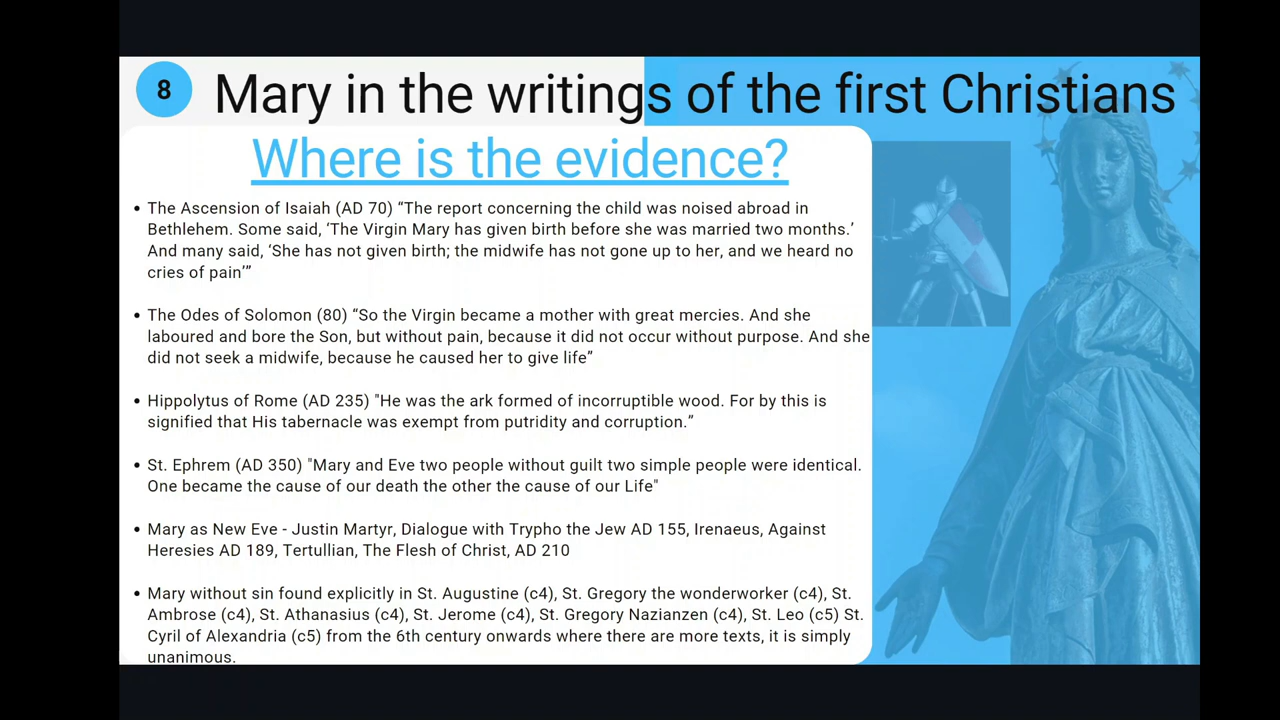 8
Mary in the writings of the first Christians
Where is the evidence?
• The Ascension of Isaiah (AD 70) “The report concerning the child was noised abroad in
Bethlehem. Some said, ‘The Virgin Mary has given birth before she was married two months.’
And many said, ‘She has not given birth; the midwife has not gone up to her, and we heard no
cries of pain’”
• The Odes of Solomon (80) “So the Virgin became a mother with great mercies. And she
laboured and bore the Son, but without pain, because it did not occur without purpose. And she
did not seek a midwife, because he caused her to give life”
• Hippolytus of Rome (AD 235) "He was the ark formed of incorruptible wood. For by this is
signified that His tabernacle was exempt from putridity and corruption.”
• St. Ephrem (AD 350) "Mary and Eve two people without guilt two simple people were identical.
One became the cause of our death the other the cause of our Life"
• Mary as New Eve - Justin Martyr, Dialogue with Trypho the Jew AD 155, Irenaeus, Against
Heresies AD 189, Tertullian, The Flesh of Christ, AD 210
• Mary without sin found explicitly in St. Augustine (c4), St. Gregory the wonderworker (c4), St.
Ambrose (c4), St. Athanasius (c4), St. Jerome (c4), St. Gregory Nazianzen (c4), St. Leo (c5) St.
Cyril of Alexandria (c5) from the 6th century onwards where there are more texts, it is simply
unanimous.